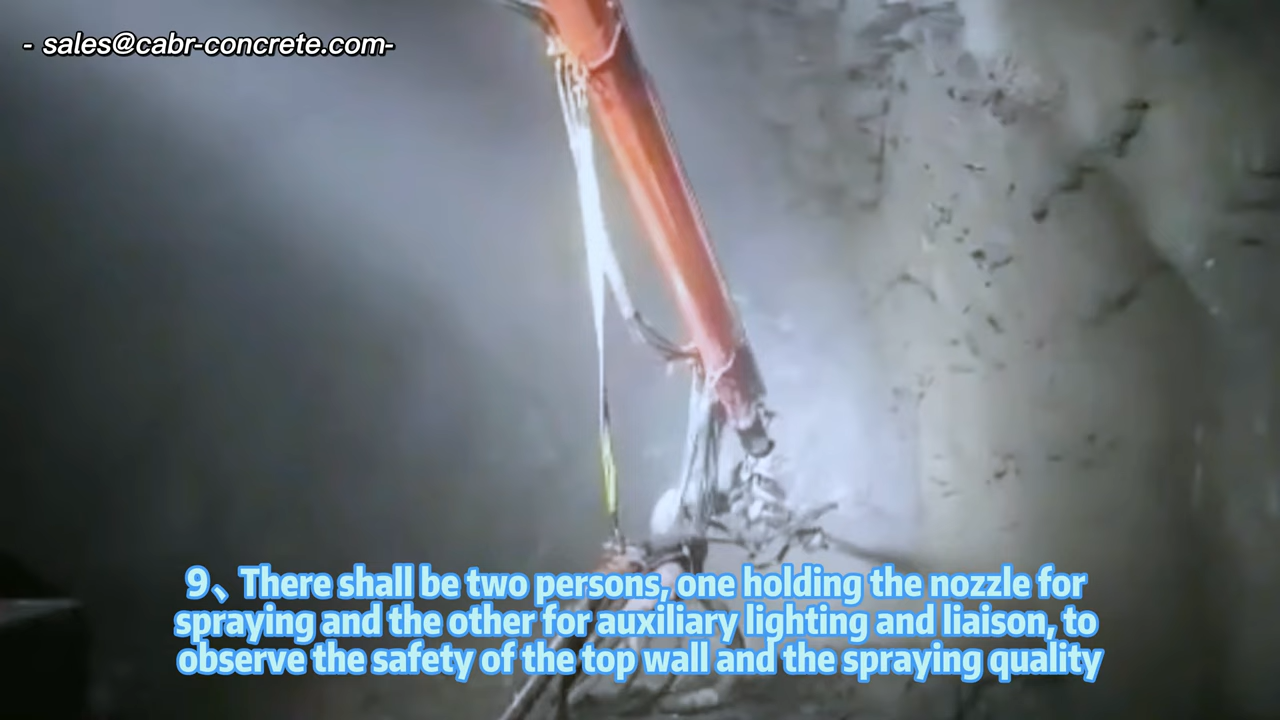 - sales@cabr-concrete.com-
9、There shall be two persons, one holding the nozzle for
spraying and the other for auxiliary lighting and liaison, to
observe the safety of the top wall and the spraying quality